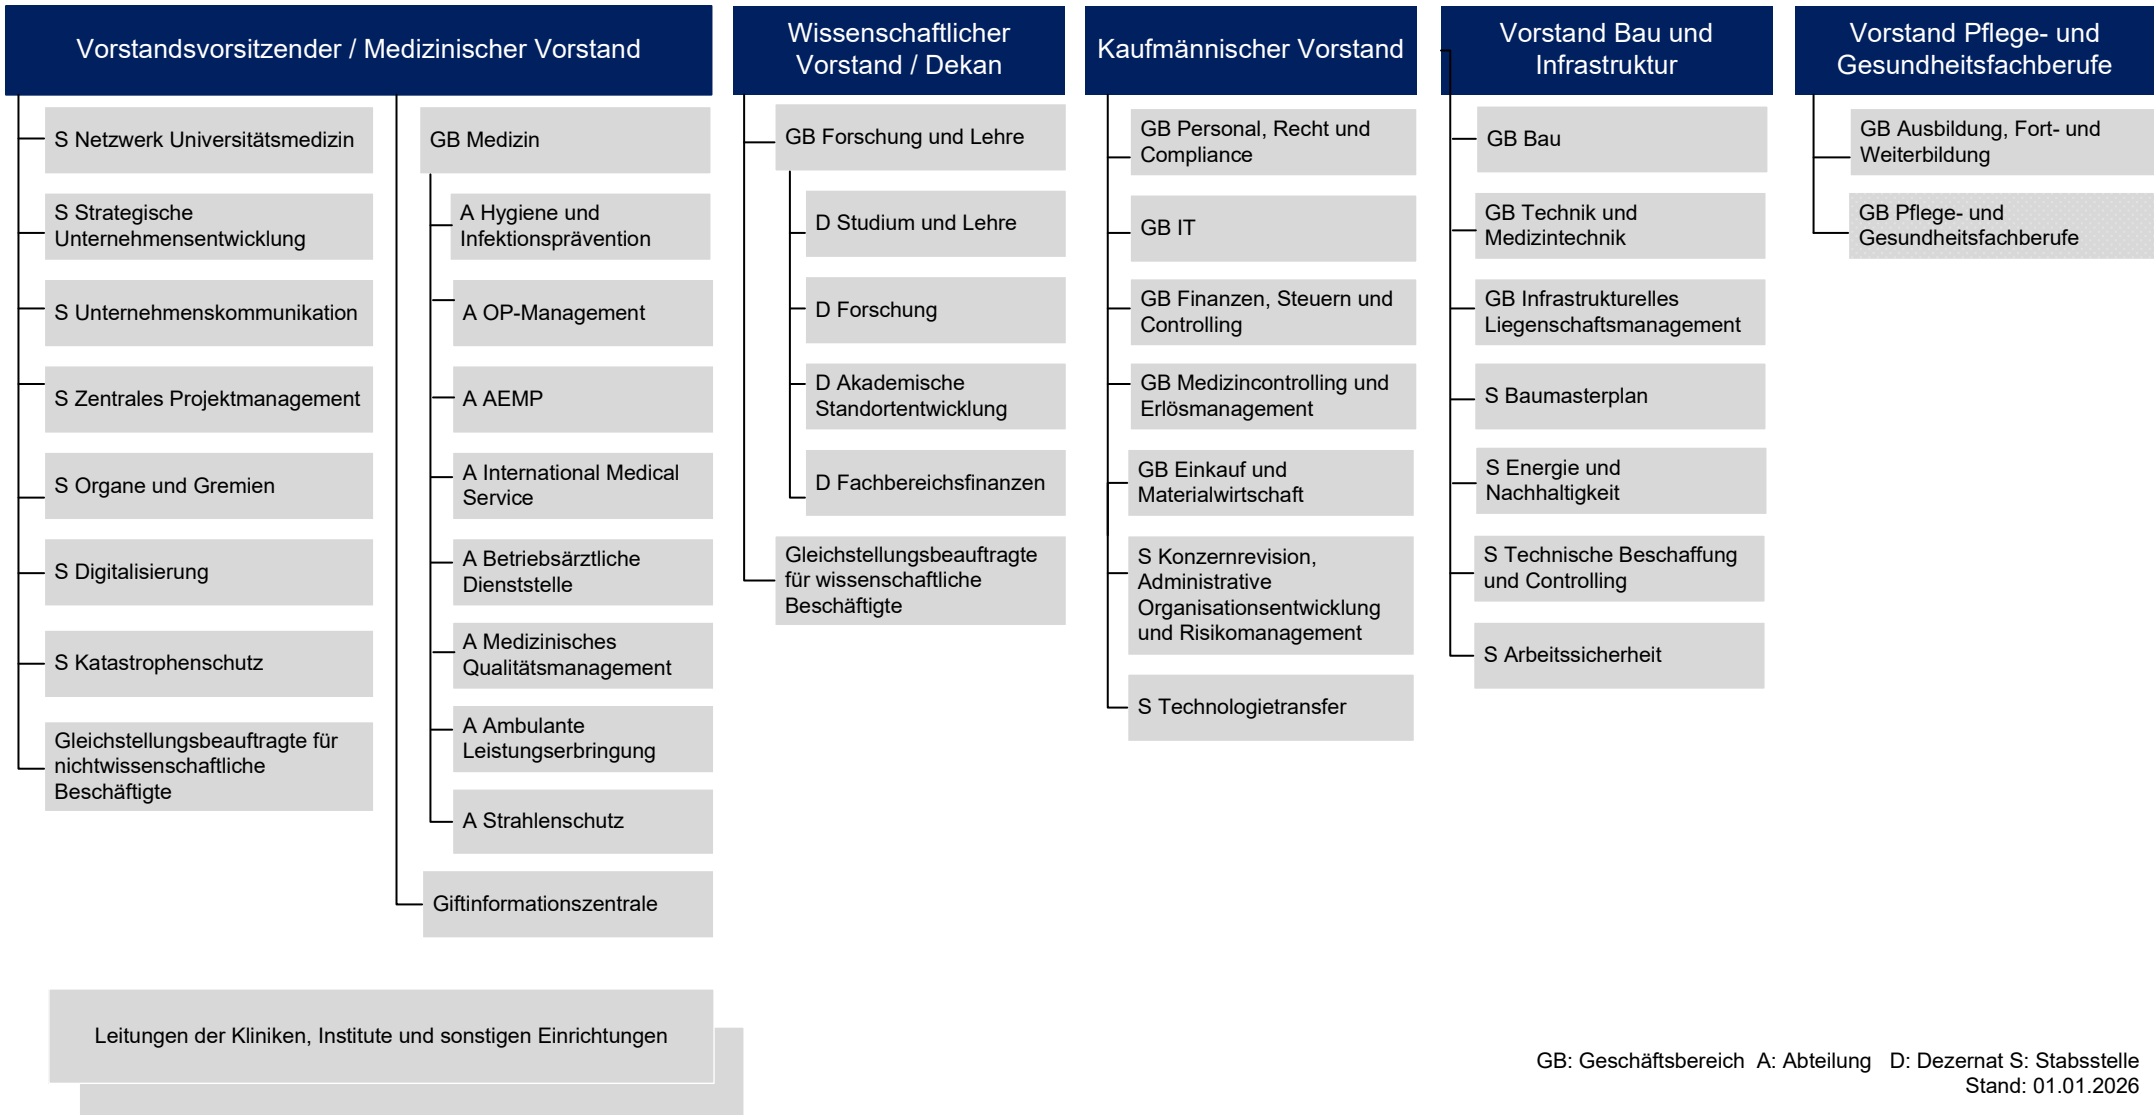 Vorstandsvorsitzender / Medizinischer Vorstand
S Netzwerk Universitätsmedizin
S Strategische
Unternehmensentwicklung
S Unternehmenskommunikation
S Zentrales Projektmanagement
S Organe und Gremien
S Digitalisierung
S Katastrophenschutz
Gleichstellungsbeauftragte für
nichtwissenschaftliche
Beschäftigte
GB Medizin
A Hygiene und
Infektionsprävention
A OP-Management
A AEMP
A International Medical
Service
A Betriebsärztliche
Dienststelle
A Medizinisches
Qualitätsmanagement
A Ambulante
Leistungserbringung
A Strahlenschutz
Giftinformationszentrale
Wissenschaftlicher
Vorstand / Dekan
GB Forschung und Lehre
D Studium und Lehre
D Forschung
D Akademische
Standortentwicklung
D Fachbereichsfinanzen
Gleichstellungsbeauftragte
für wissenschaftliche
Beschäftigte
Kaufmännischer Vorstand
GB Personal, Recht und
Compliance
GB IT
GB Finanzen, Steuern und
Controlling
GB Medizincontrolling und
Erlösmanagement
GB Einkauf und
Materialwirtschaft
S Konzernrevision,
Administrative
Organisationsentwicklung
und Risikomanagement
S Technologietransfer
Vorstand Bau und
Infrastruktur
GB Bau
GB Technik und
Medizintechnik
GB Infrastrukturelles
Liegenschaftsmanagement
S Baumasterplan
S Energie und
Nachhaltigkeit
S Technische Beschaffung
und Controlling
S Arbeitssicherheit
Vorstand Pflege- und
Gesundheitsfachberufe
GB Ausbildung, Fort- und
Weiterbildung
GB Pflege- und
Gesundheitsfachberufe
Leitungen der Kliniken, Institute und sonstigen Einrichtungen
GB: Geschäftsbereich A: Abteilung D: Dezernat S: Stabsstelle
Stand: 01.01.2026